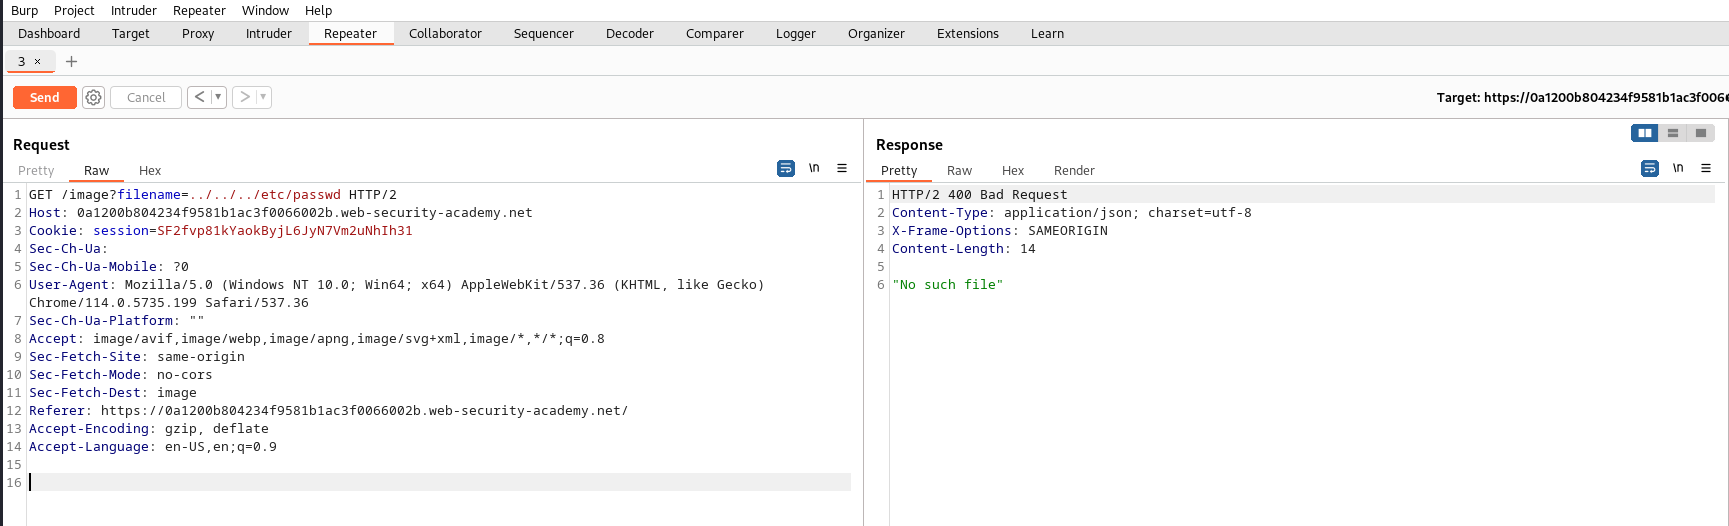 Burp Project Intruder Repeater Window Help
Dashboard Target Proxy Intruder Repeater Collaborator Sequencer Decoder Comparer Logger Organizer Extensions Learn
3 × +
Send Cancel < ▾ > ▾ Target: https://0a1200b804234f9581b1ac3f006
Request
Pretty Raw Hex \n ≡
1 GET /image?filename=../../../etc/passwd HTTP/2
2 Host: 0a1200b804234f9581b1ac3f0066002b.web-security-academy.net
3 Cookie: session=SF2fvp81kYaokByjL6JyN7Vm2uNhIh31
4 Sec-Ch-Ua:
5 Sec-Ch-Ua-Mobile: ?0
6 User-Agent: Mozilla/5.0 (Windows NT 10.0; Win64; x64) AppleWebKit/537.36 (KHTML, like Gecko)
Chrome/114.0.5735.199 Safari/537.36
7 Sec-Ch-Ua-Platform: ""
8 Accept: image/avif,image/webp,image/apng,image/svg+xml,image/*,*/*;q=0.8
9 Sec-Fetch-Site: same-origin
10 Sec-Fetch-Mode: no-cors
11 Sec-Fetch-Dest: image
12 Referer: https://0a1200b804234f9581b1ac3f0066002b.web-security-academy.net/
13 Accept-Encoding: gzip, deflate
14 Accept-Language: en-US,en;q=0.9
15
16
Response
Pretty Raw Hex Render \n ≡
1 HTTP/2 400 Bad Request
2 Content-Type: application/json; charset=utf-8
3 X-Frame-Options: SAMEORIGIN
4 Content-Length: 14
5
6 "No such file"